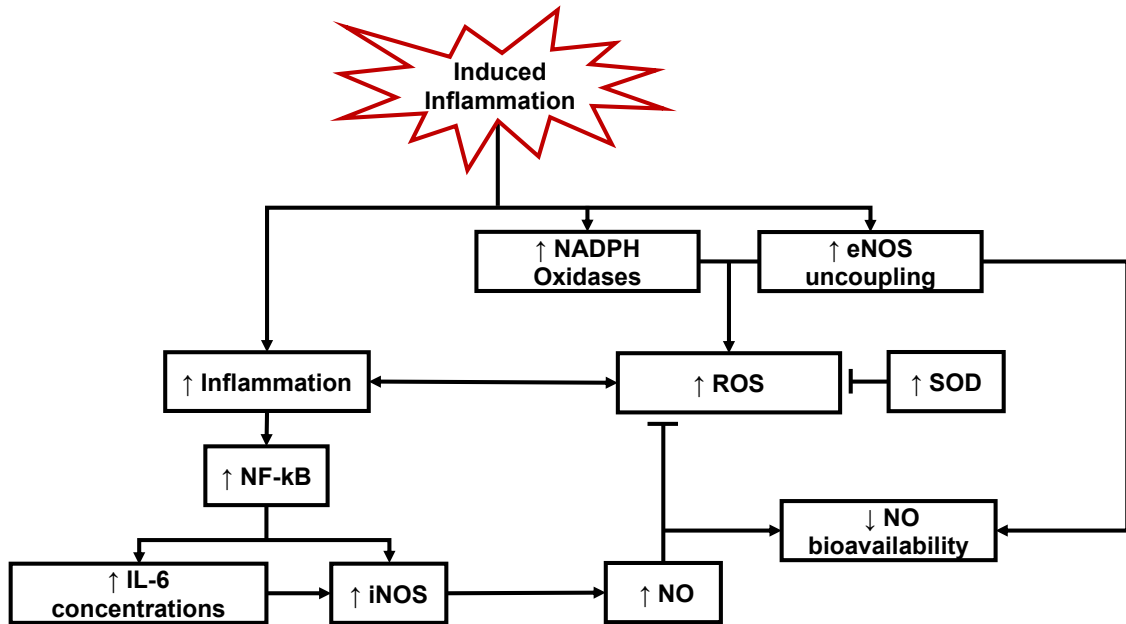 Induced
Inflammation
↑ NADPH
Oxidases
↑ eNOS
uncoupling
↑ Inflammation
↑ ROS
↑ SOD
↑ NF-kB
↓ NO
bioavailability
↑ IL-6
concentrations
↑ iNOS
↑ NO